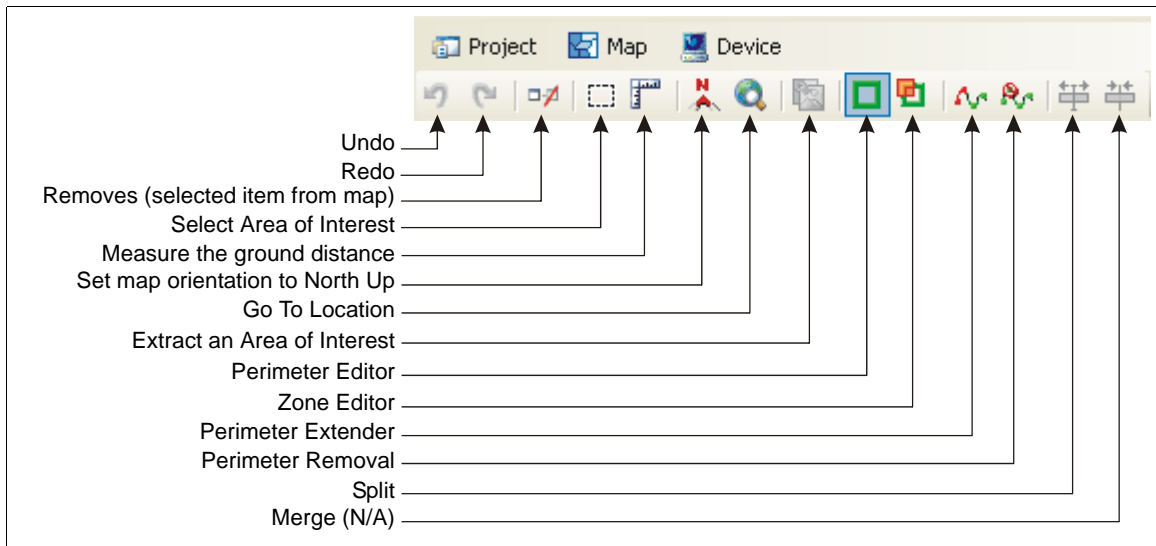 Project Map Device
N
Undo
Redo
Removes (selected item from map)
Select Area of Interest
Measure the ground distance
Set map orientation to North Up
Go To Location
Extract an Area of Interest
Perimeter Editor
Zone Editor
Perimeter Extender
Perimeter Removal
Split
Merge (N/A)